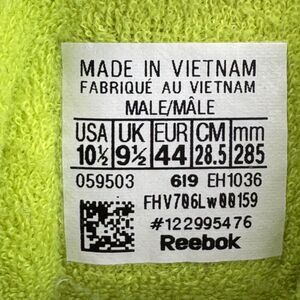 MADE IN VIETNAM
FABRIQUÉ AU VIETNAM
MALE/MÂLE
USA UK EUR CM mm
10½ 9½ 44 28.5 285
059503 6I9 EH1036
FHV706Lw00159
#122995476
Reebok